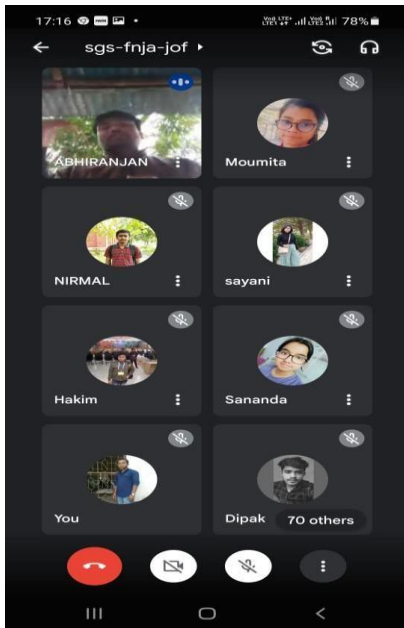 17:16 78%
sgs-fnja-jof
ABHIRANJAN
Moumita
NIRMAL
sayani
Hakim
Sananda
You
Dipak 70 others